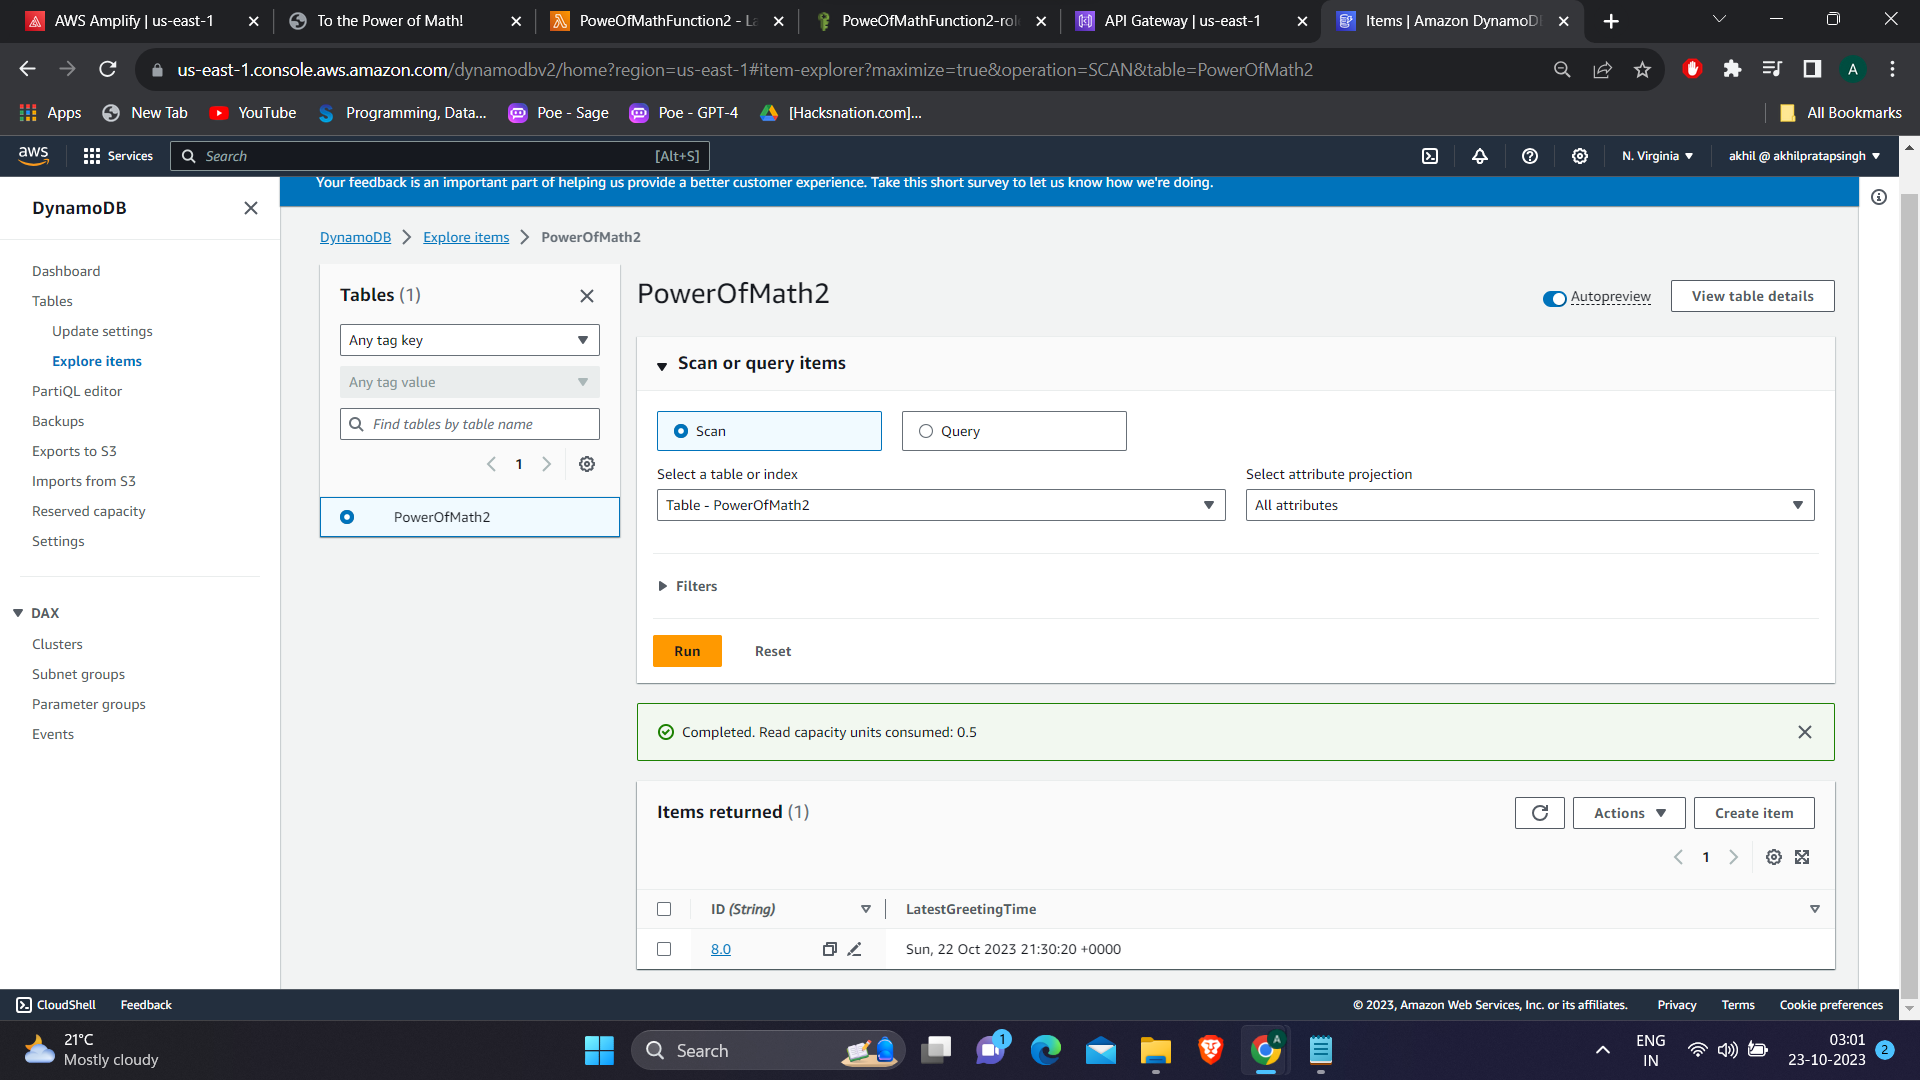 AWS Amplify | us-east-1
To the Power of Math!
PoweOfMathFunction2 - La
PoweOfMathFunction2-role
API Gateway | us-east-1
Items | Amazon DynamoDB
us-east-1.console.aws.amazon.com/dynamodbv2/home?region=us-east-1#item-explorer?maximize=true&operation=SCAN&table=PowerOfMath2
A
Apps
New Tab
YouTube
Programming, Data...
Poe - Sage
Poe - GPT-4
[Hacksnation.com]...
All Bookmarks
aws
Services
Search
[Alt+S]
N. Virginia
akhil @ akhilpratapsingh
Your feedback is an important part of helping us provide a better customer experience. Take this short survey to let us know how we're doing.
DynamoDB
Dashboard
Tables
Update settings
Explore items
PartiQL editor
Backups
Exports to S3
Imports from S3
Reserved capacity
Settings
DAX
Clusters
Subnet groups
Parameter groups
Events
DynamoDB
Explore items
PowerOfMath2
Tables (1)
Any tag key
Any tag value
Find tables by table name
1
PowerOfMath2
PowerOfMath2
Autopreview
View table details
Scan or query items
Scan
Query
Select a table or index
Table - PowerOfMath2
Select attribute projection
All attributes
Filters
Run
Reset
Completed. Read capacity units consumed: 0.5
Items returned (1)
Actions
Create item
1
ID (String)
LatestGreetingTime
8.0
Sun, 22 Oct 2023 21:30:20 +0000
CloudShell
Feedback
© 2023, Amazon Web Services, Inc. or its affiliates.
Privacy
Terms
Cookie preferences
21°C
Mostly cloudy
Search
1
A
ENG
IN
03:01
23-10-2023
2